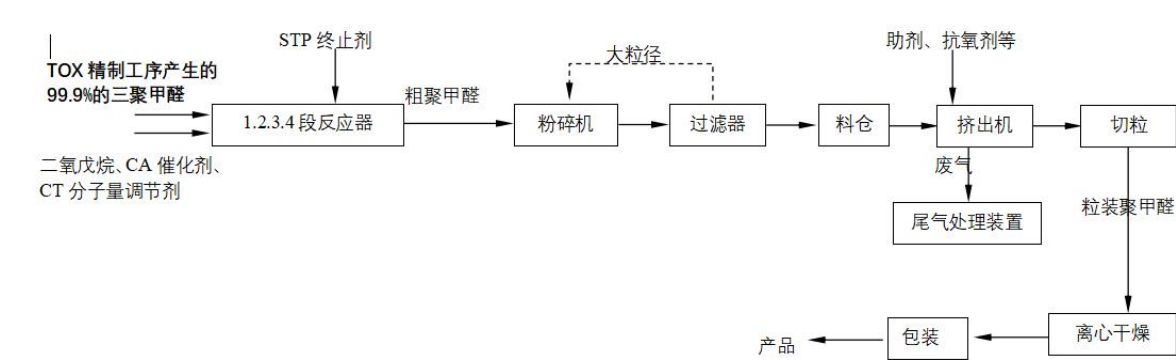 STP 终止剂
大粒径
助剂、抗氧剂等
TOX 精制工序产生的
99.9%的三聚甲醛
粗聚甲醛
1.2.3.4 段反应器
粉碎机
过滤器
料仓
挤出机
切粒
二氧戊烷、CA 催化剂、
CT 分子量调节剂
废气
尾气处理装置
粒装聚甲醛
离心干燥
包装
产品